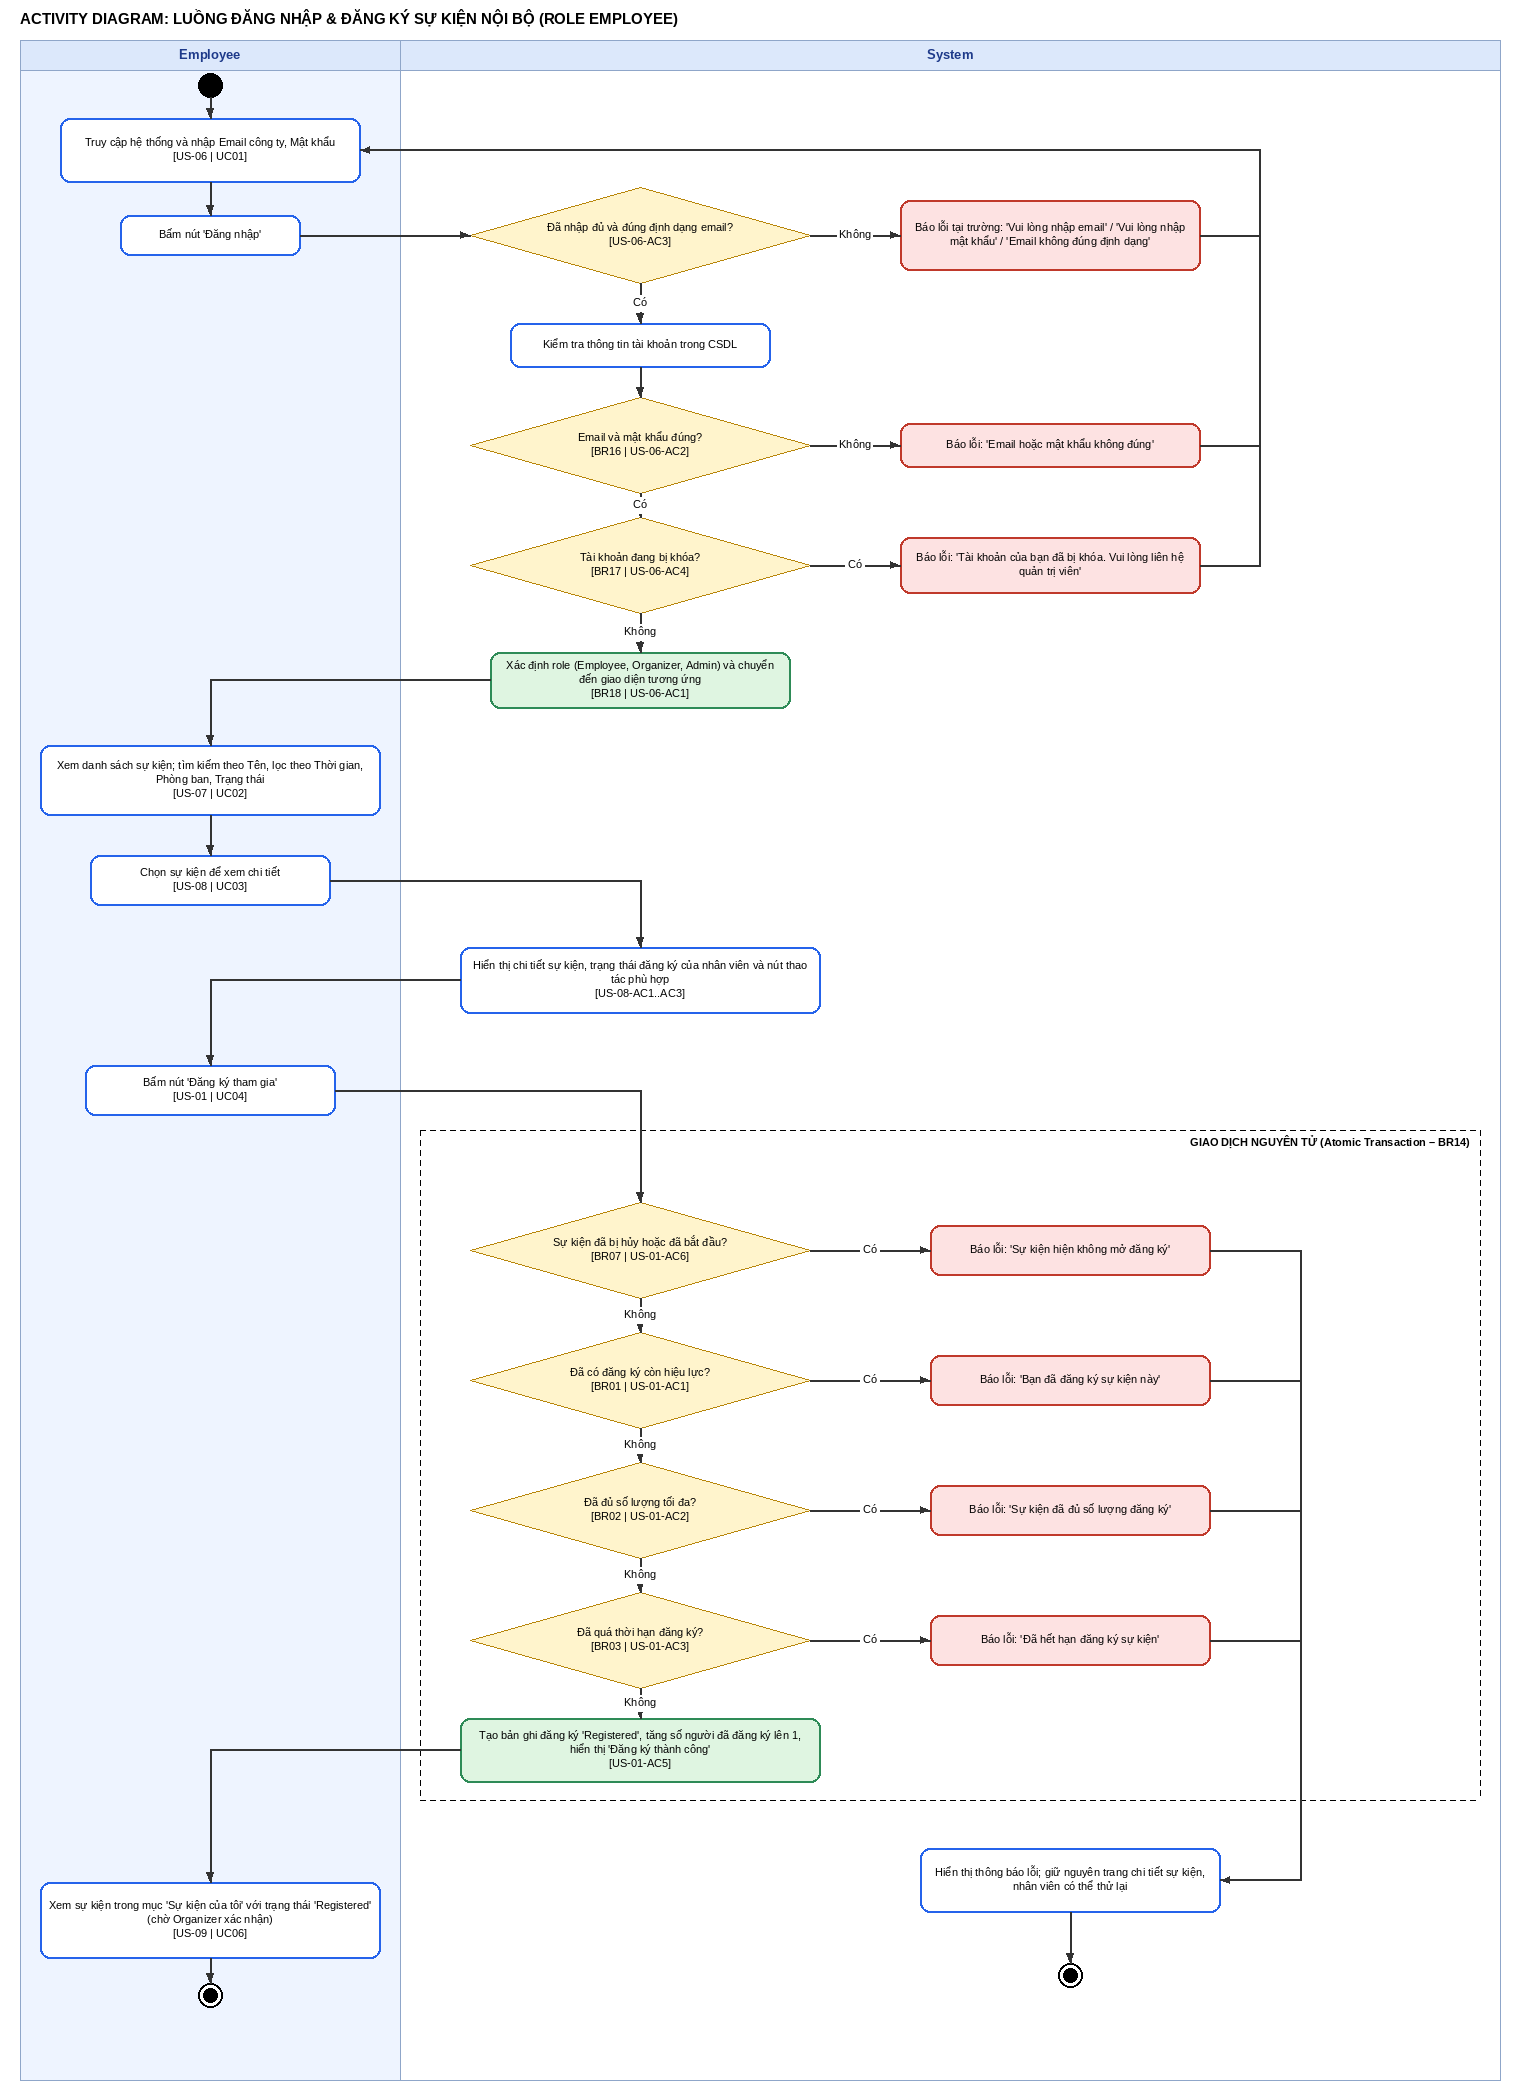 ACTIVITY DIAGRAM: LUỒNG ĐĂNG NHẬP & ĐĂNG KÝ SỰ KIỆN NỘI BỘ (ROLE EMPLOYEE)
Employee
System
Truy cập hệ thống và nhập Email công ty, Mật khẩu
[US-06 | UC01]
Bấm nút 'Đăng nhập'
Đã nhập đủ và đúng định dạng email?
[US-06-AC3]
Không
Báo lỗi tại trường: 'Vui lòng nhập email' / 'Vui lòng nhập
mật khẩu' / 'Email không đúng định dạng'
Có
Kiểm tra thông tin tài khoản trong CSDL
Email và mật khẩu đúng?
[BR16 | US-06-AC2]
Không
Báo lỗi: 'Email hoặc mật khẩu không đúng'
Có
Tài khoản đang bị khóa?
[BR17 | US-06-AC4]
Có
Báo lỗi: 'Tài khoản của bạn đã bị khóa. Vui lòng liên hệ
quản trị viên'
Không
Xác định role (Employee, Organizer, Admin) và chuyển
đến giao diện tương ứng
[BR18 | US-06-AC1]
Xem danh sách sự kiện; tìm kiếm theo Tên, lọc theo Thời gian,
Phòng ban, Trạng thái
[US-07 | UC02]
Chọn sự kiện để xem chi tiết
[US-08 | UC03]
Hiển thị chi tiết sự kiện, trạng thái đăng ký của nhân viên và nút thao
tác phù hợp
[US-08-AC1..AC3]
Bấm nút 'Đăng ký tham gia'
[US-01 | UC04]
GIAO DỊCH NGUYÊN TỬ (Atomic Transaction – BR14)
Sự kiện đã bị hủy hoặc đã bắt đầu?
[BR07 | US-01-AC6]
Có
Báo lỗi: 'Sự kiện hiện không mở đăng ký'
Không
Đã có đăng ký còn hiệu lực?
[BR01 | US-01-AC1]
Có
Báo lỗi: 'Bạn đã đăng ký sự kiện này'
Không
Đã đủ số lượng tối đa?
[BR02 | US-01-AC2]
Có
Báo lỗi: 'Sự kiện đã đủ số lượng đăng ký'
Không
Đã quá thời hạn đăng ký?
[BR03 | US-01-AC3]
Có
Báo lỗi: 'Đã hết hạn đăng ký sự kiện'
Không
Tạo bản ghi đăng ký 'Registered', tăng số người đã đăng ký lên 1,
hiển thị 'Đăng ký thành công'
[US-01-AC5]
Hiển thị thông báo lỗi; giữ nguyên trang chi tiết sự kiện,
nhân viên có thể thử lại
Xem sự kiện trong mục 'Sự kiện của tôi' với trạng thái 'Registered'
(chờ Organizer xác nhận)
[US-09 | UC06]